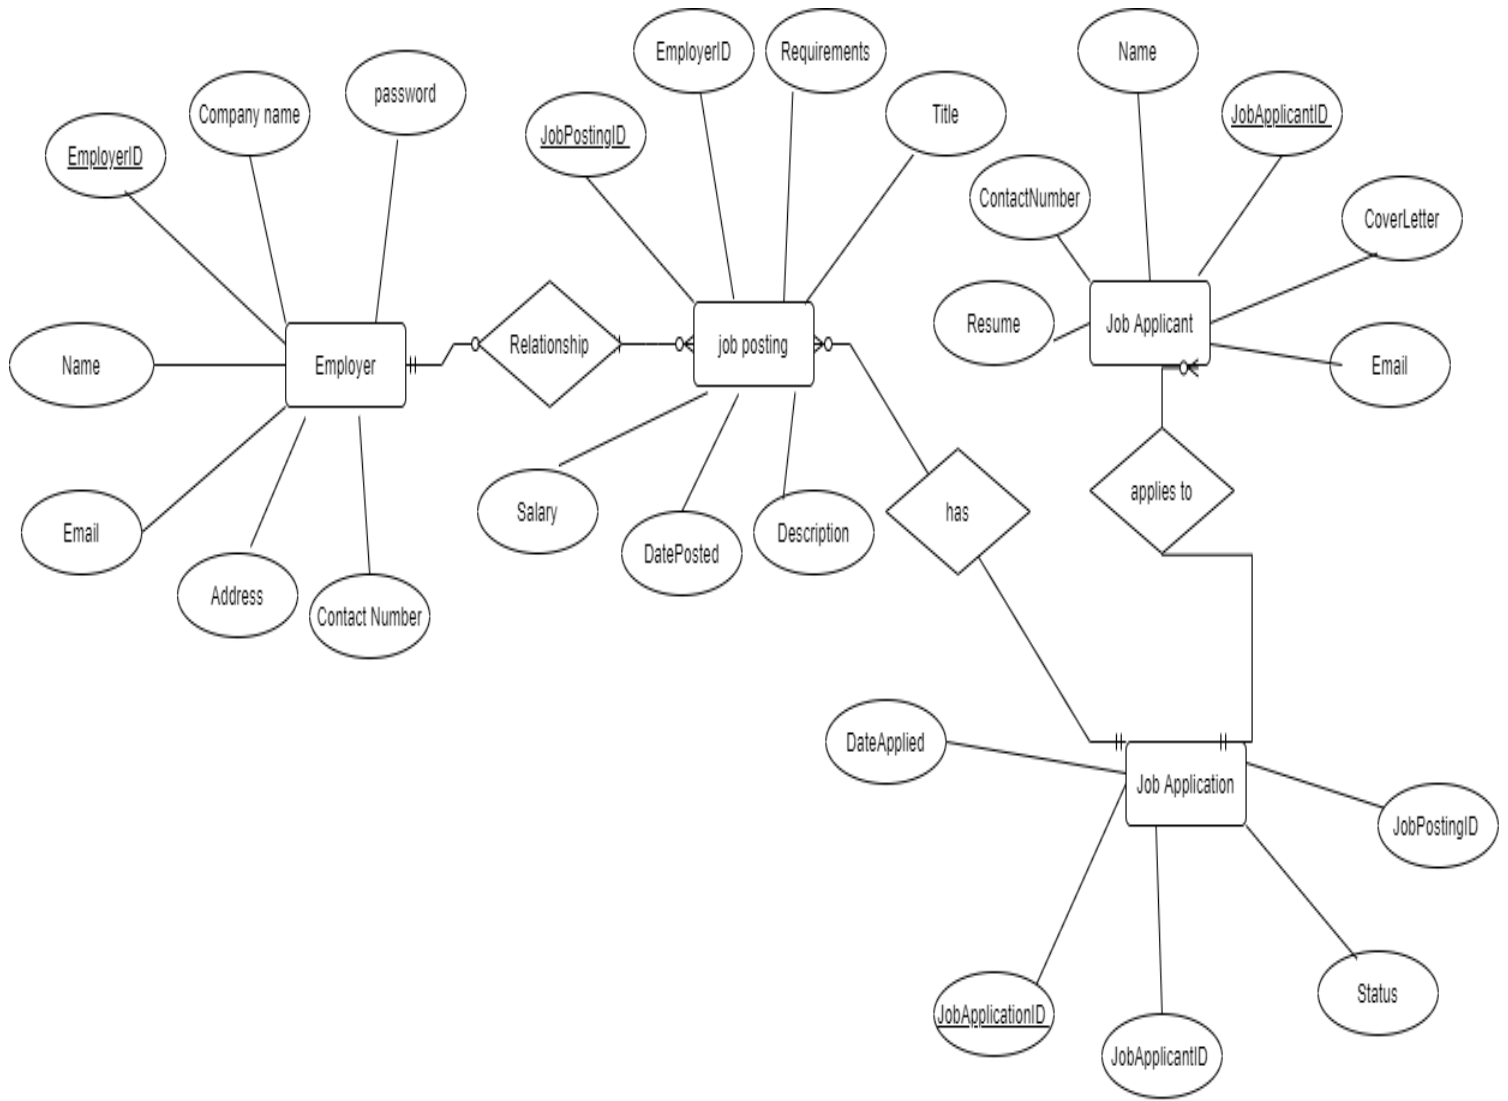 EmployerID
Company name
password
Name
Employer
Email
Address
Contact Number
Relationship
JobPostingID
EmployerID
Requirements
Title
job posting
Salary
DatePosted
Description
has
Name
JobApplicantID
ContactNumber
CoverLetter
Resume
Job Applicant
Email
applies to
DateApplied
Job Application
JobPostingID
JobApplicationID
JobApplicantID
Status